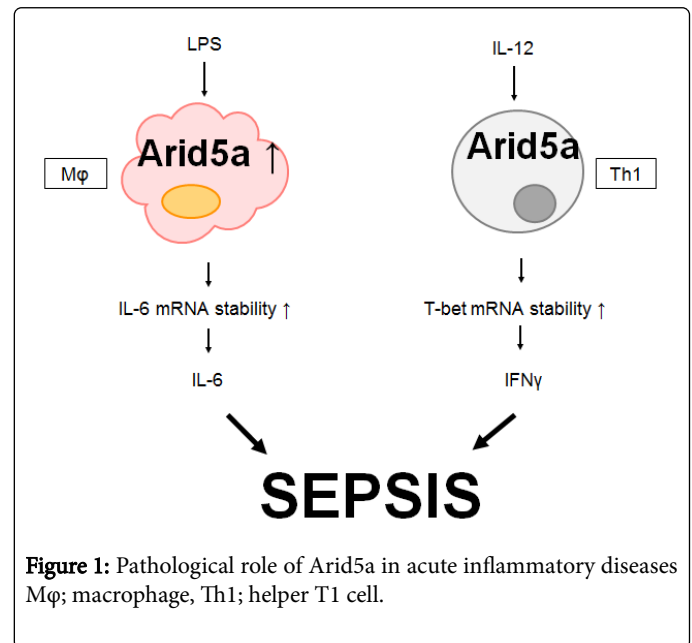 LPS
IL-12
Arid5a ↑
Arid5a
Mφ
Th1
IL-6 mRNA stability ↑
T-bet mRNA stability ↑
IL-6
IFNγ
SEPSIS
Figure 1: Pathological role of Arid5a in acute inflammatory diseases
Mφ; macrophage, Th1; helper T1 cell.